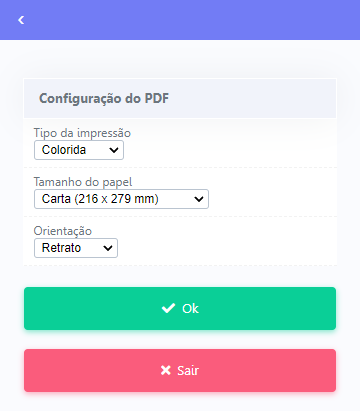 Configuração do PDF
Tipo da impressão
Colorida
Tamanho do papel
Carta (216 x 279 mm)
Orientação
Retrato
Ok
Sair